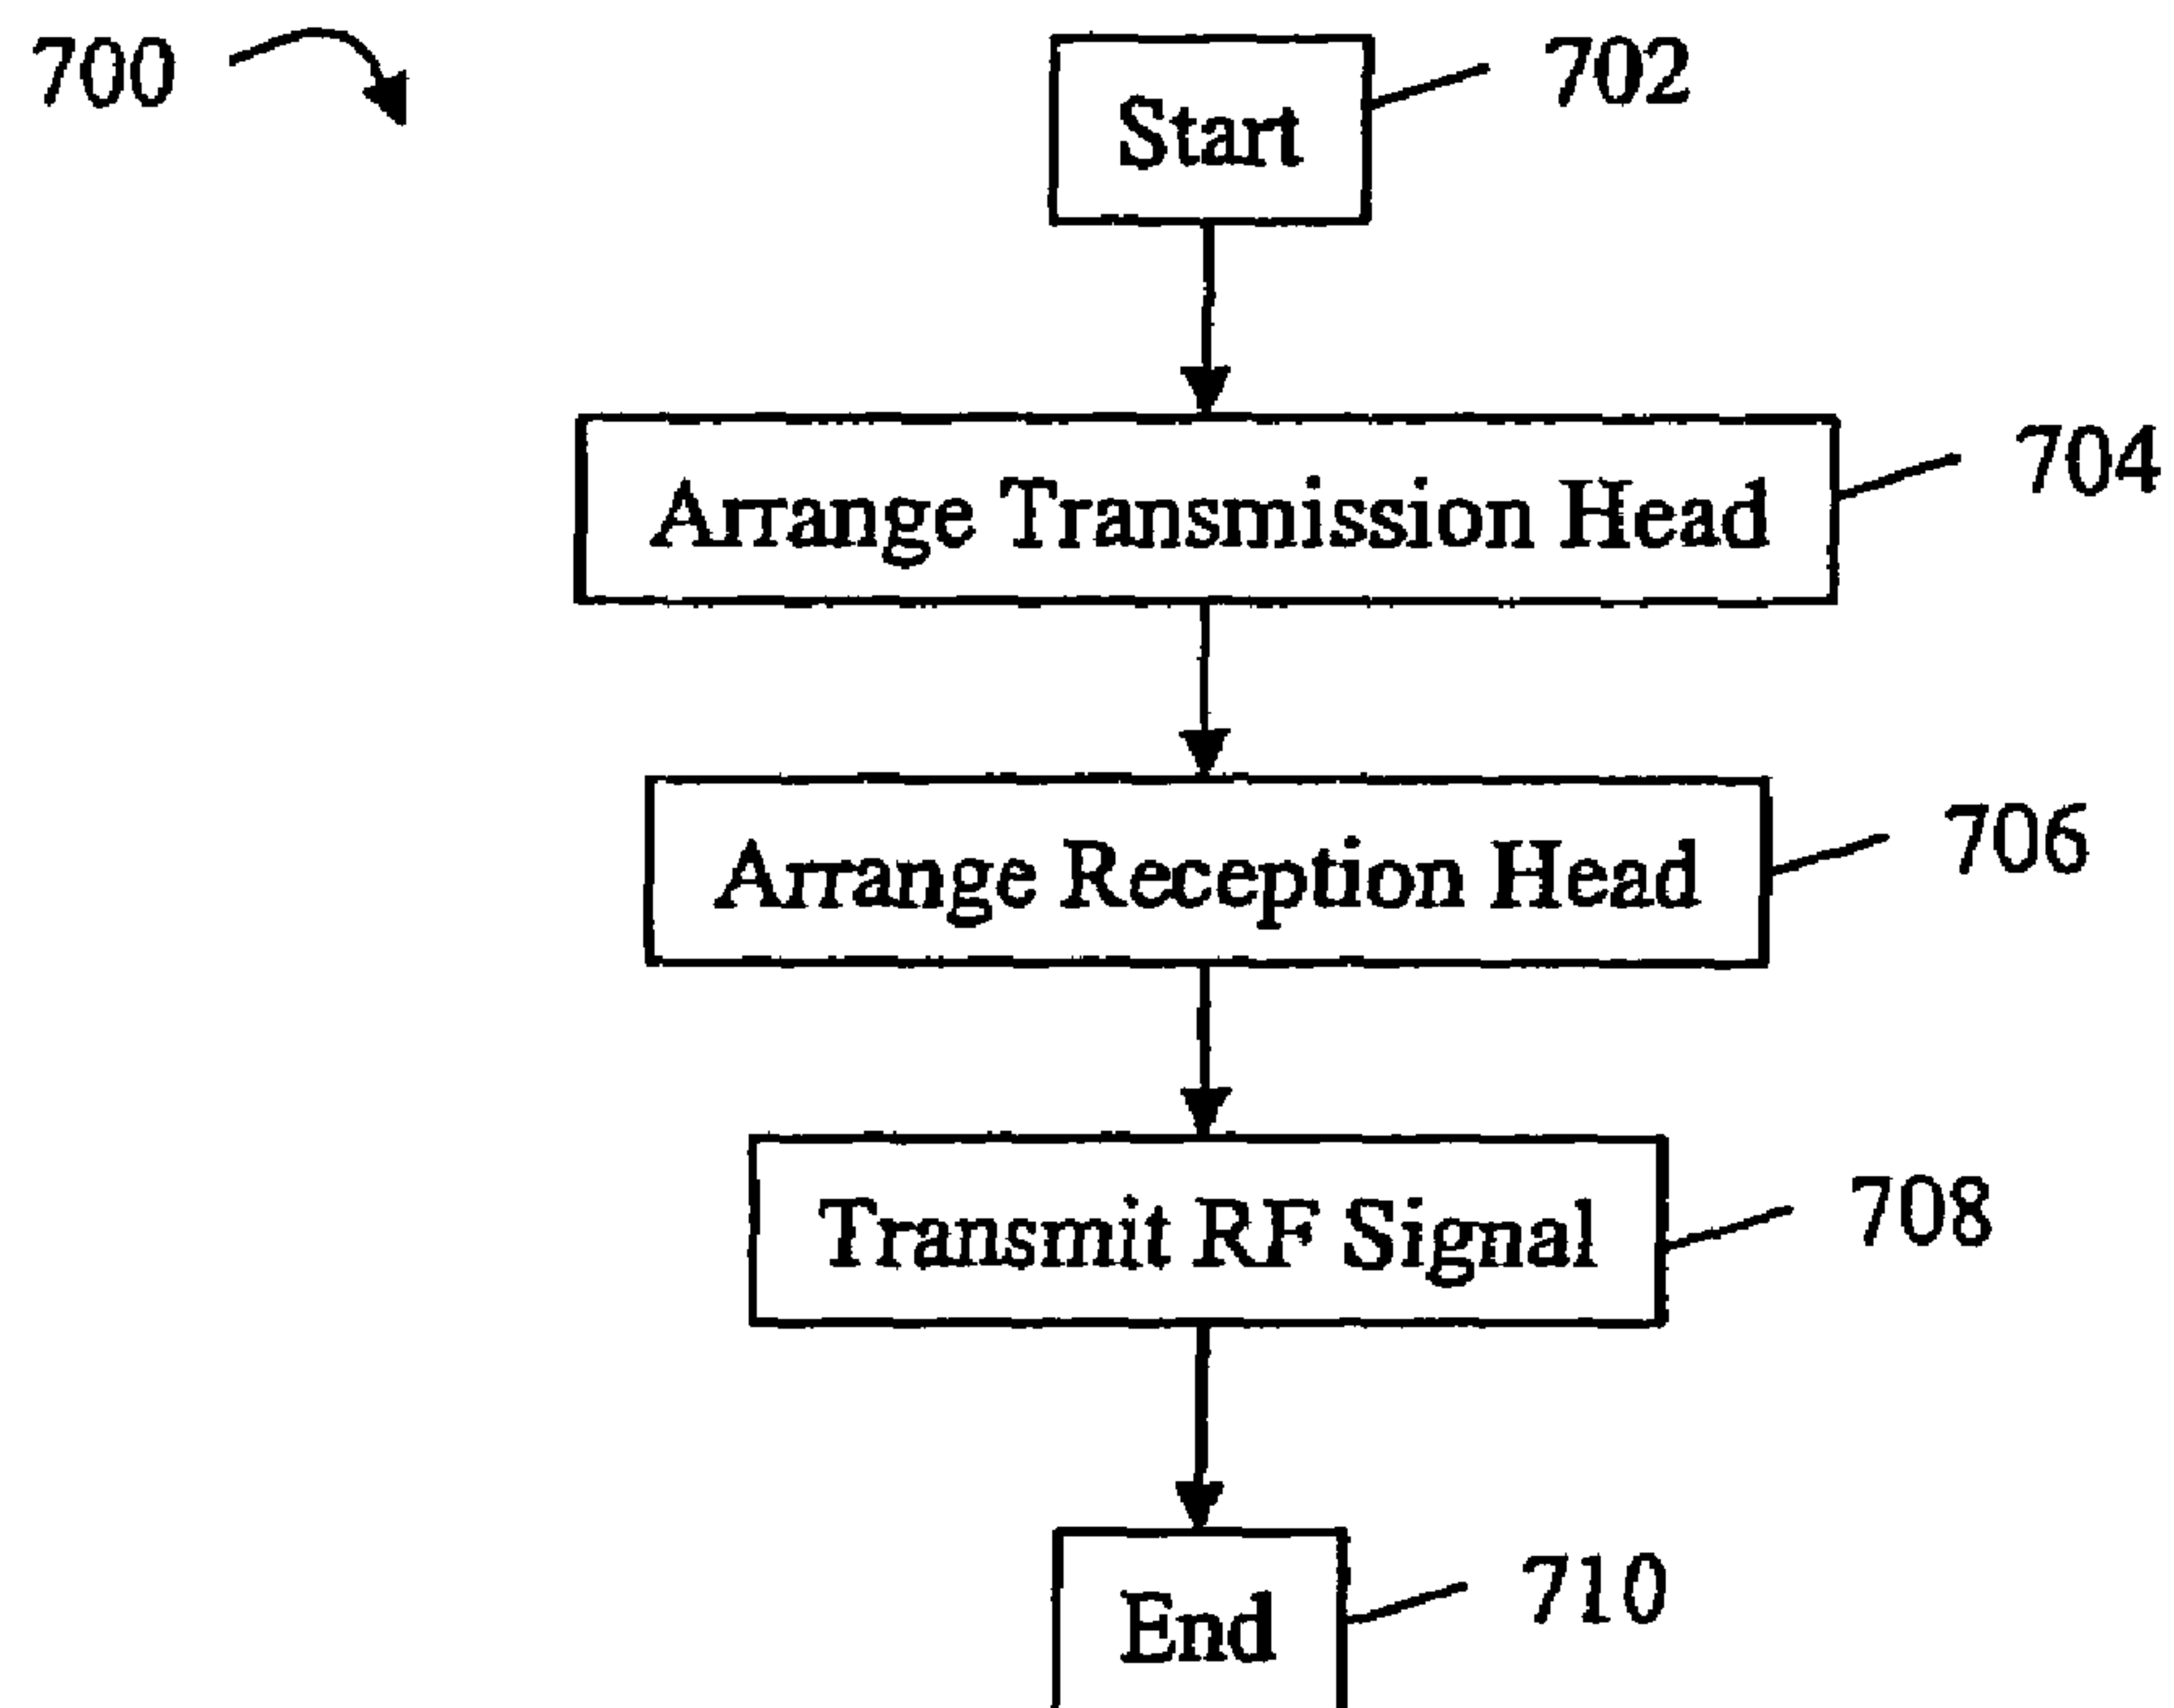 700
Start
702
Arrange Transmission Head
704
Arrange Reception Head
706
Transmit RF Signal
708
End
710